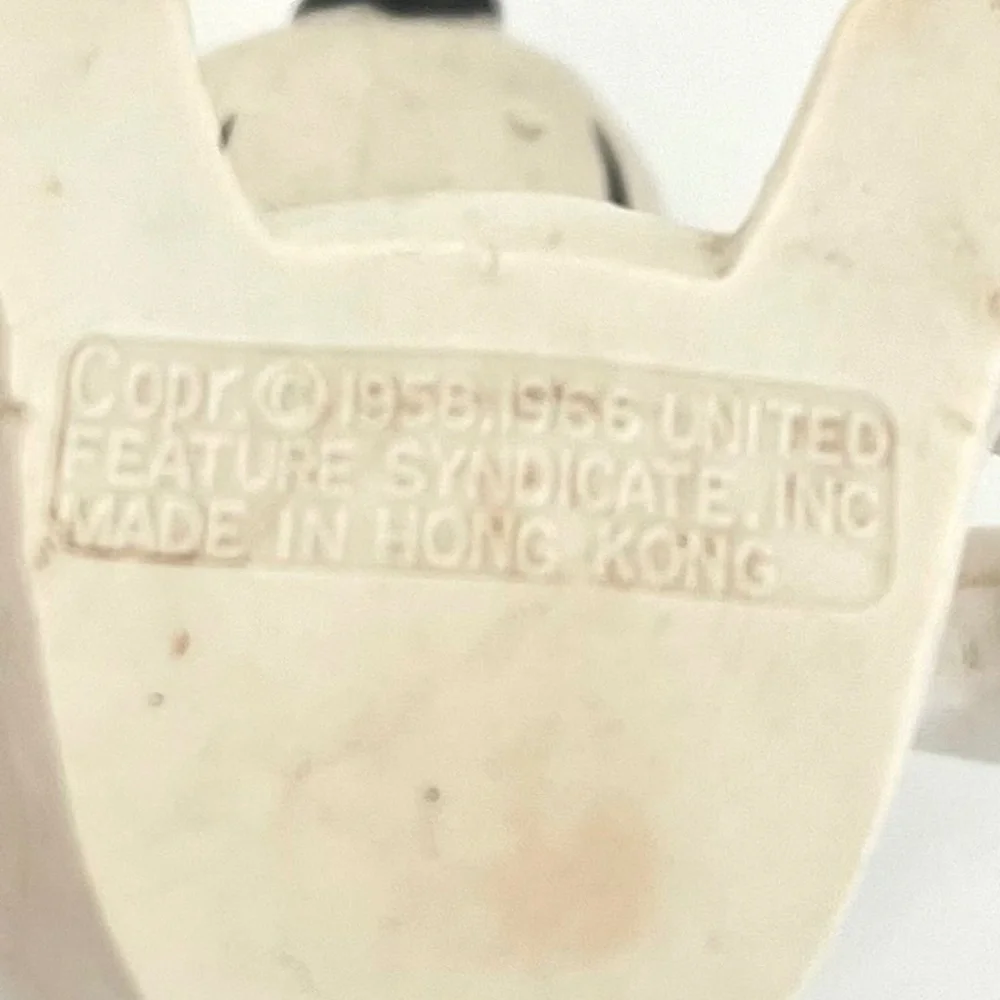 Copr. © 1958, 1966 UNITED
FEATURE SYNDICATE, INC
MADE IN HONG KONG